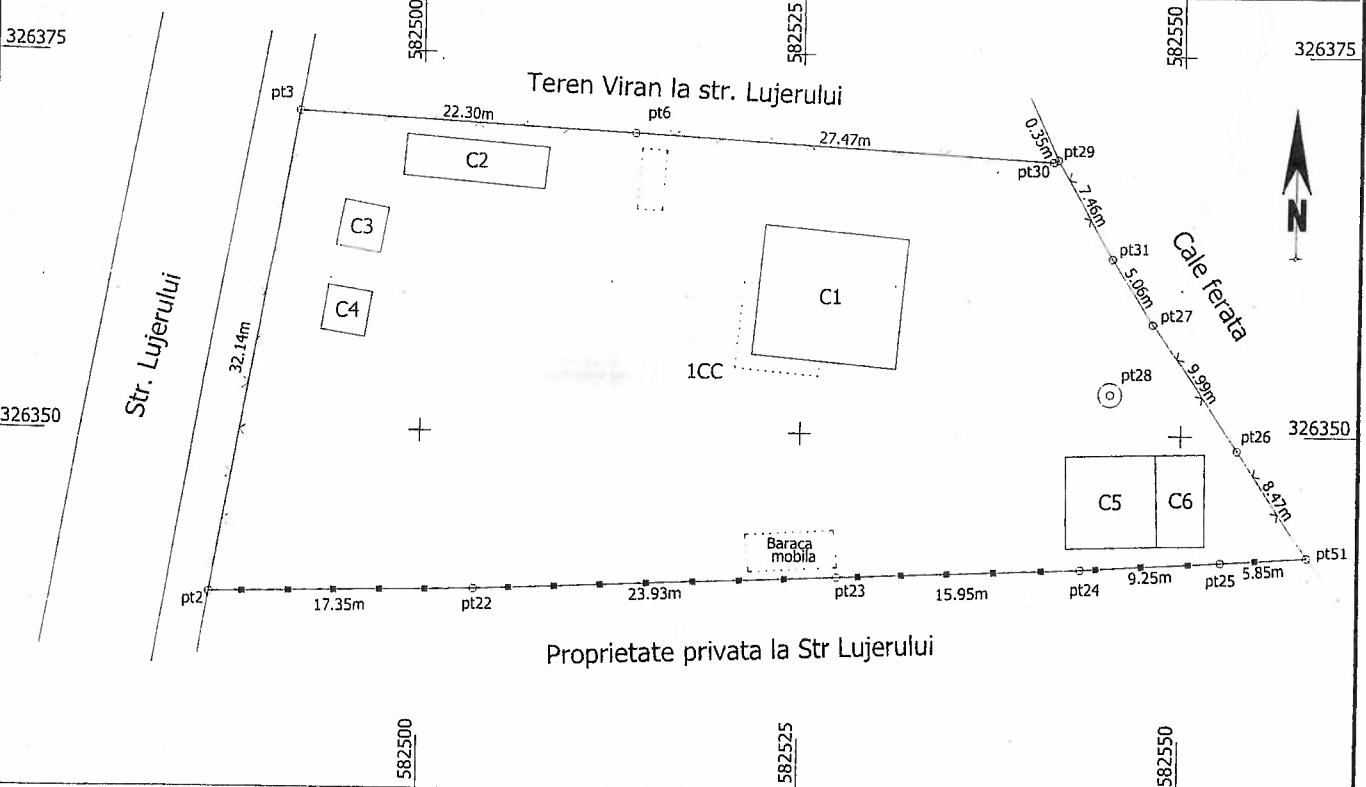 582500
582525
582550
326375
326375
Teren Viran la str. Lujerului
pt3
22.30m
pt6
27.47m
0.35m
pt29
pt30
C2
7.46m
N
C3
pt31
Cale ferata
C4
C1
5.06m
pt27
Str. Lujerului
32.14m
1CC
pt28
9.99m
326350
326350
pt26
C5
C6
8.47m
Baraca
mobila
pt51
pt2
17.35m
pt22
23.93m
pt23
15.95m
pt24
9.25m
pt25
5.85m
Proprietate privata la Str Lujerului
582500
582525
582550